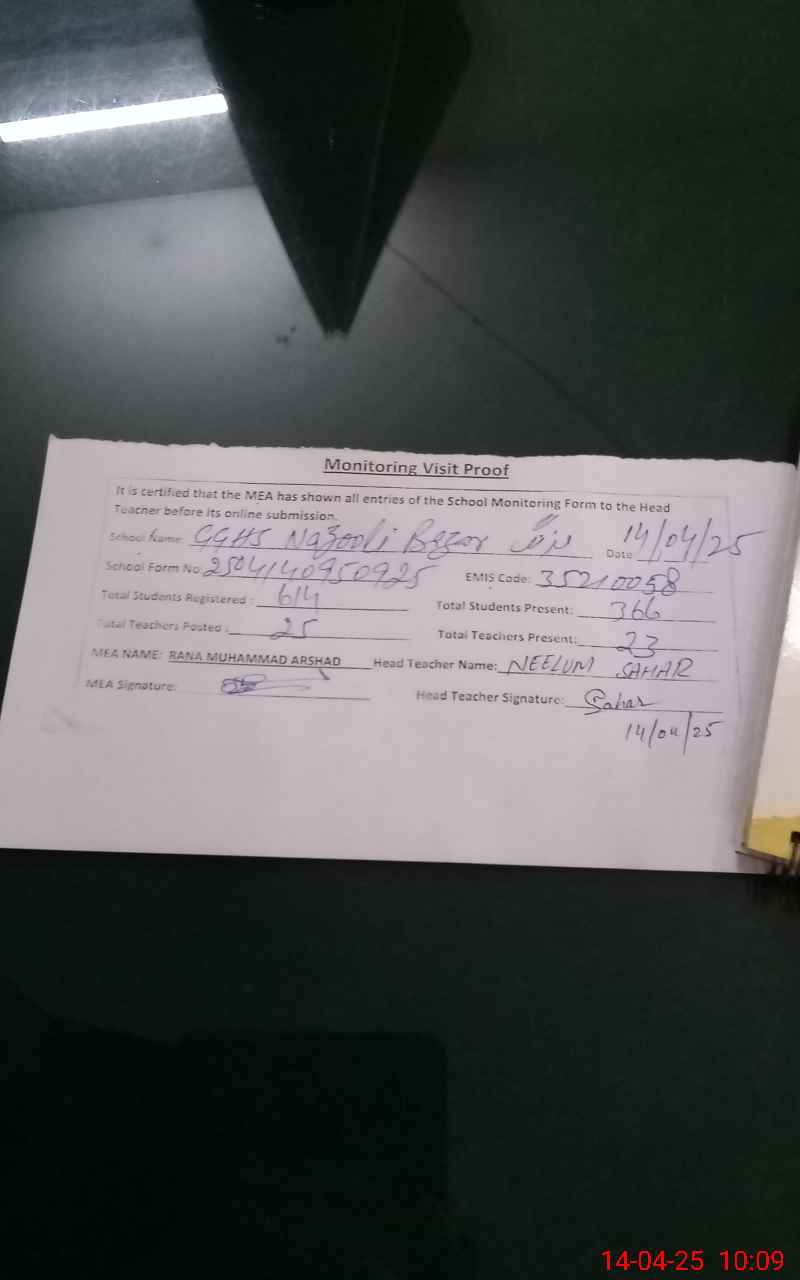 Monitoring Visit Proof
It is certified that the MEA has shown all entries of the School Monitoring Form to the Head
Teacher before its online submission.
School Name: GGHS Nazooli Bazar Date 14/04/25
School Form No: 25041140950925 EMIS Code: 35210058
Total Students Registered : 614 Total Students Present: 366
Total Teachers Posted : 25 Total Teachers Present: 23
MEA NAME: RANA MUHAMMAD ARSHAD Head Teacher Name: NEELUM SAHAR
MEA Signature: Head Teacher Signature: Sahar
14/04/25
14-04-25 10:09